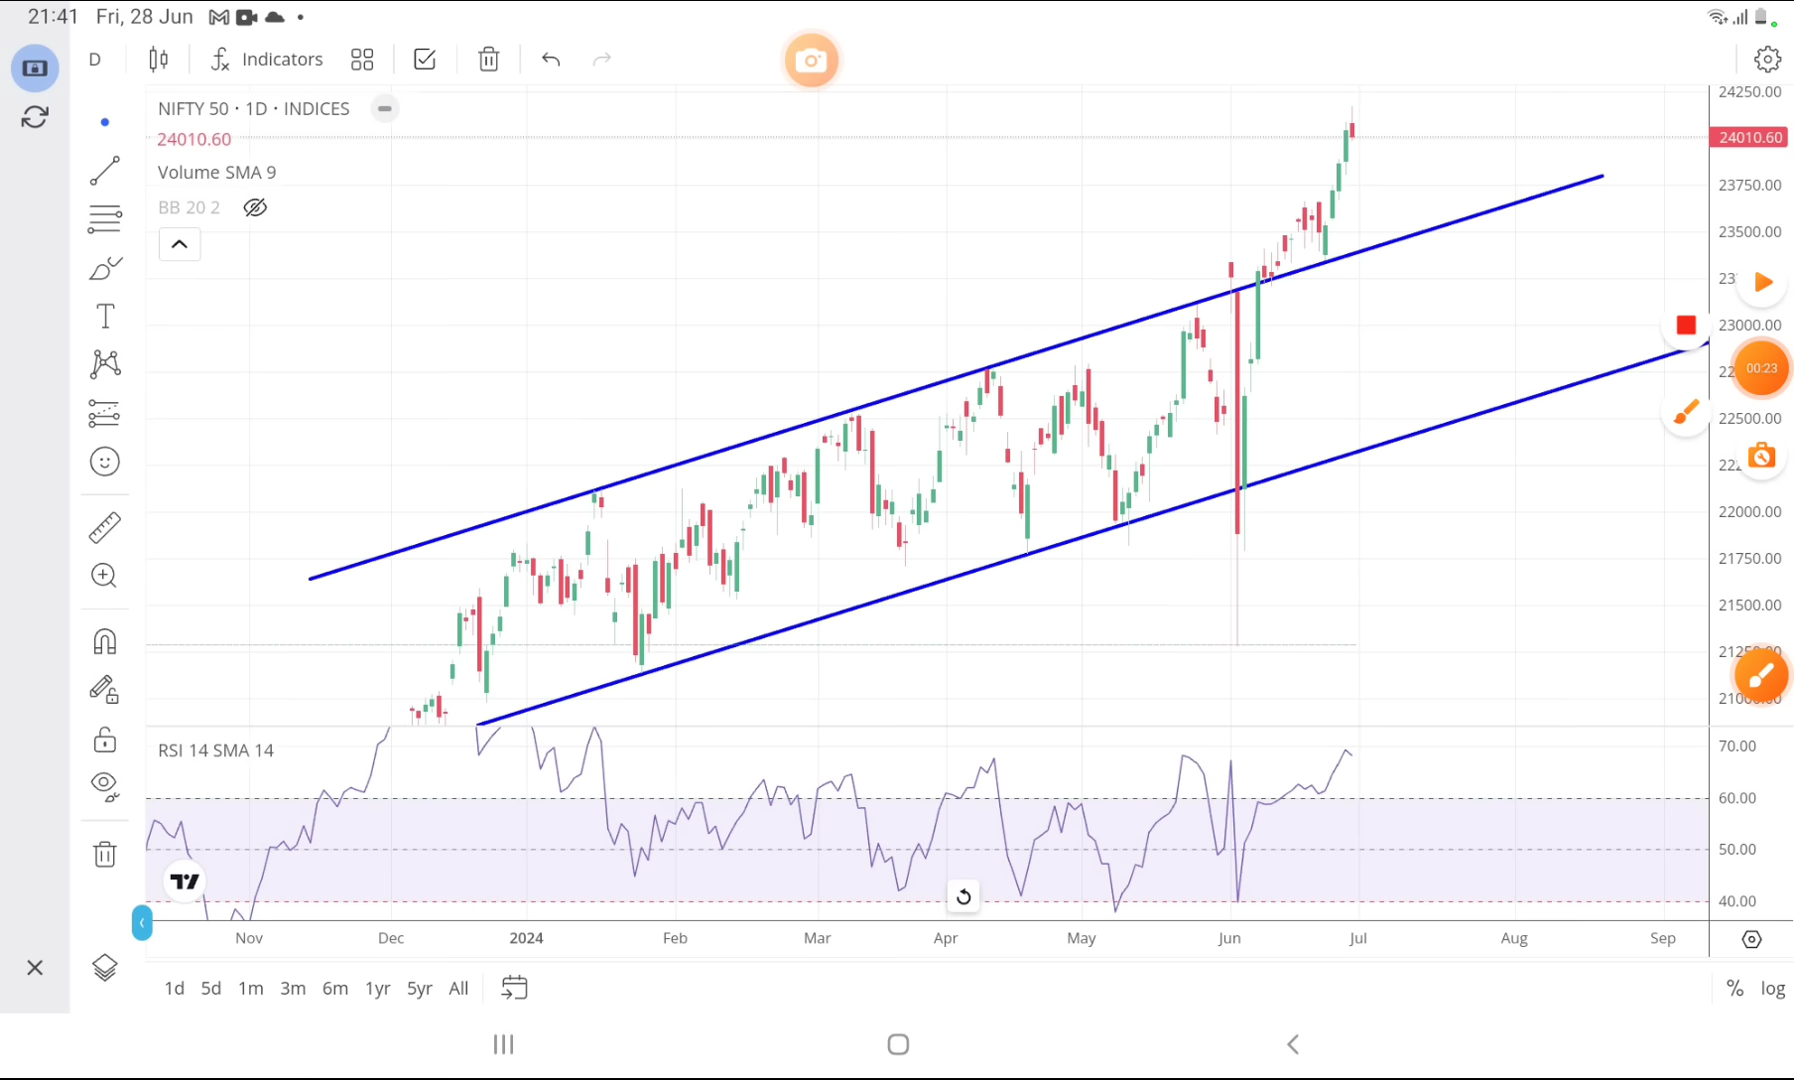 21:41 Fri, 28 Jun
D Indicators
NIFTY 50 · 1D · INDICES
24010.60
Volume SMA 9
BB 20 2
24250.00
24010.60
23750.00
23500.00
23000.00
00:23
22500.00
22000.00
21750.00
21500.00
RSI 14 SMA 14
70.00
60.00
50.00
40.00
Nov Dec 2024 Feb Mar Apr May Jun Jul Aug Sep
1d 5d 1m 3m 6m 1yr 5yr All % log